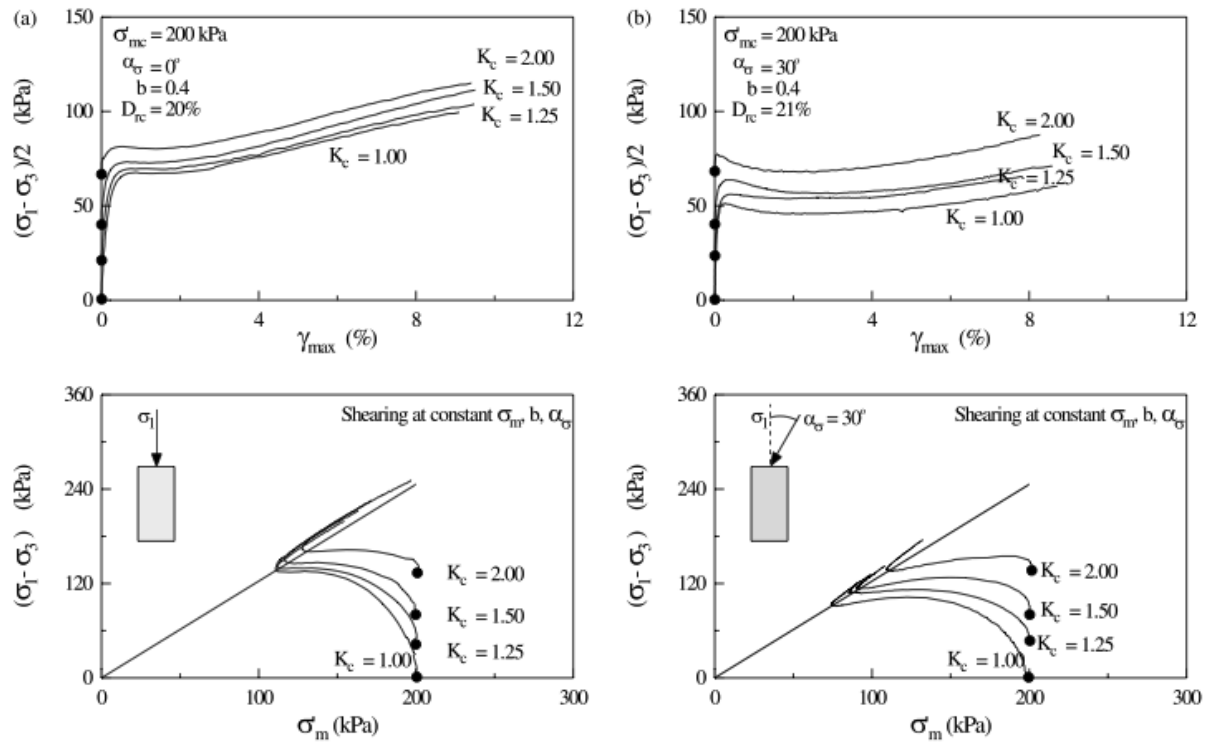 (a)
150
100
50
0
(σ₁ - σ₃)/2 (kPa)
σ'mc = 200 kPa
ασ = 0°
b = 0.4
Drc = 20%
Kc = 2.00
Kc = 1.50
Kc = 1.25
Kc = 1.00
0 4 8 12
γmax (%)
(b)
150
100
50
0
(σ₁ - σ₃)/2 (kPa)
σ'mc = 200 kPa
ασ = 30°
b = 0.4
Drc = 21%
Kc = 2.00
Kc = 1.50
Kc = 1.25
Kc = 1.00
0 4 8 12
γmax (%)
360
240
120
0
(σ₁ - σ₃) (kPa)
Shearing at constant σm, b, ασ
σ₁
Kc = 2.00
Kc = 1.50
Kc = 1.25
Kc = 1.00
0 100 200 300
σ'm (kPa)
360
240
120
0
(σ₁ - σ₃) (kPa)
Shearing at constant σm, b, ασ
σ₁ ασ = 30°
Kc = 2.00
Kc = 1.50
Kc = 1.25
Kc = 1.00
0 100 200 300
σ'm (kPa)